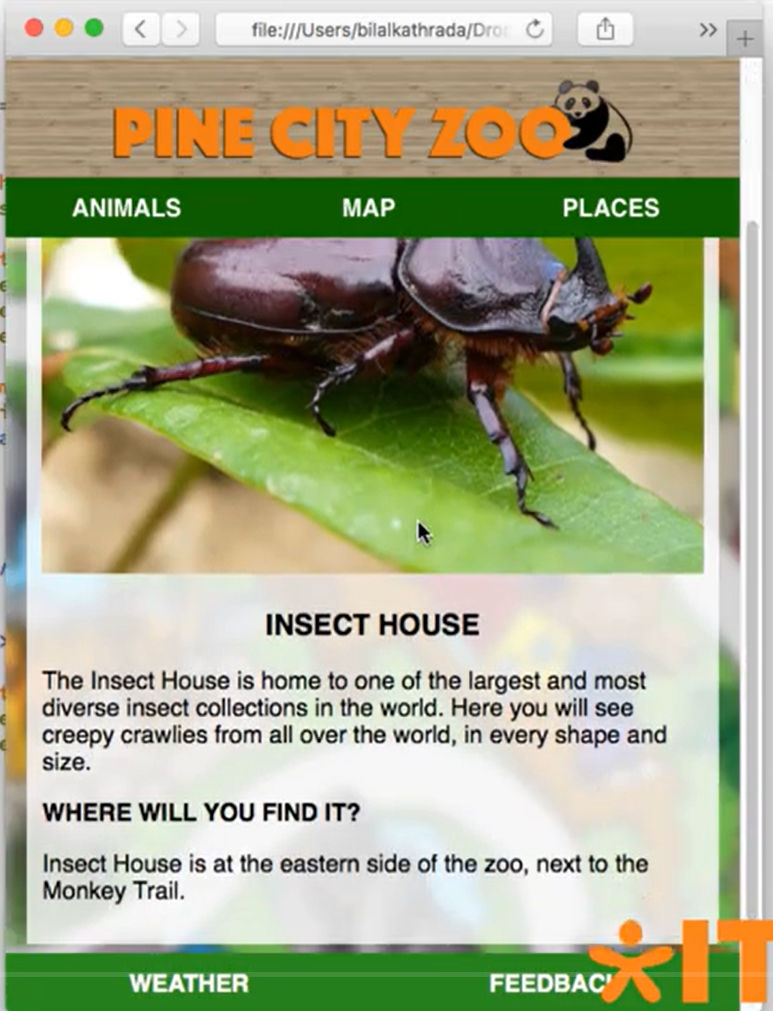 file:///Users/bilalkathrada/Dro
PINE CITY ZOO
ANIMALS MAP PLACES
INSECT HOUSE
The Insect House is home to one of the largest and most
diverse insect collections in the world. Here you will see
creepy crawlies from all over the world, in every shape and
size.
WHERE WILL YOU FIND IT?
Insect House is at the eastern side of the zoo, next to the
Monkey Trail.
WEATHER FEEDBACK
IT